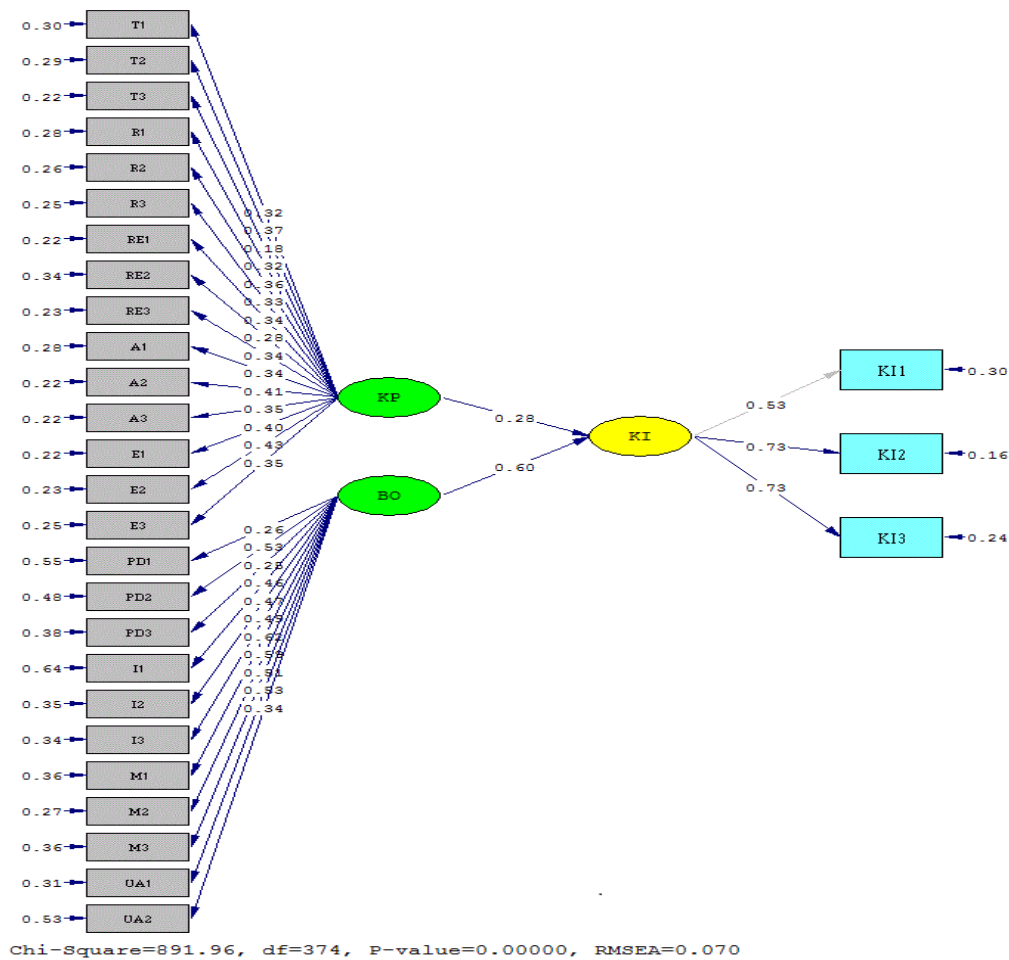 0.30 T1
0.29 T2
0.22 T3
0.28 R1
0.26 R2
0.25 R3
0.22 RE1
0.34 RE2
0.23 RE3
0.28 A1
0.22 A2
0.22 A3
0.22 E1
0.23 E2
0.25 E3
0.55 PD1
0.48 PD2
0.38 PD3
0.64 I1
0.35 I2
0.34 I3
0.36 M1
0.27 M2
0.36 M3
0.31 UA1
0.53 UA2
0.32
0.37
0.18
0.32
0.36
0.33
0.34
0.28
0.34
0.34
0.41
0.35
0.40
0.43
0.35
0.26
0.53
0.46
0.47
0.62
0.51
0.53
0.34
KP
BO
0.28
0.60
KI
0.53
0.73
0.73
KI1 0.30
KI2 0.16
KI3 0.24
Chi-Square=891.96, df=374, P-value=0.00000, RMSEA=0.070